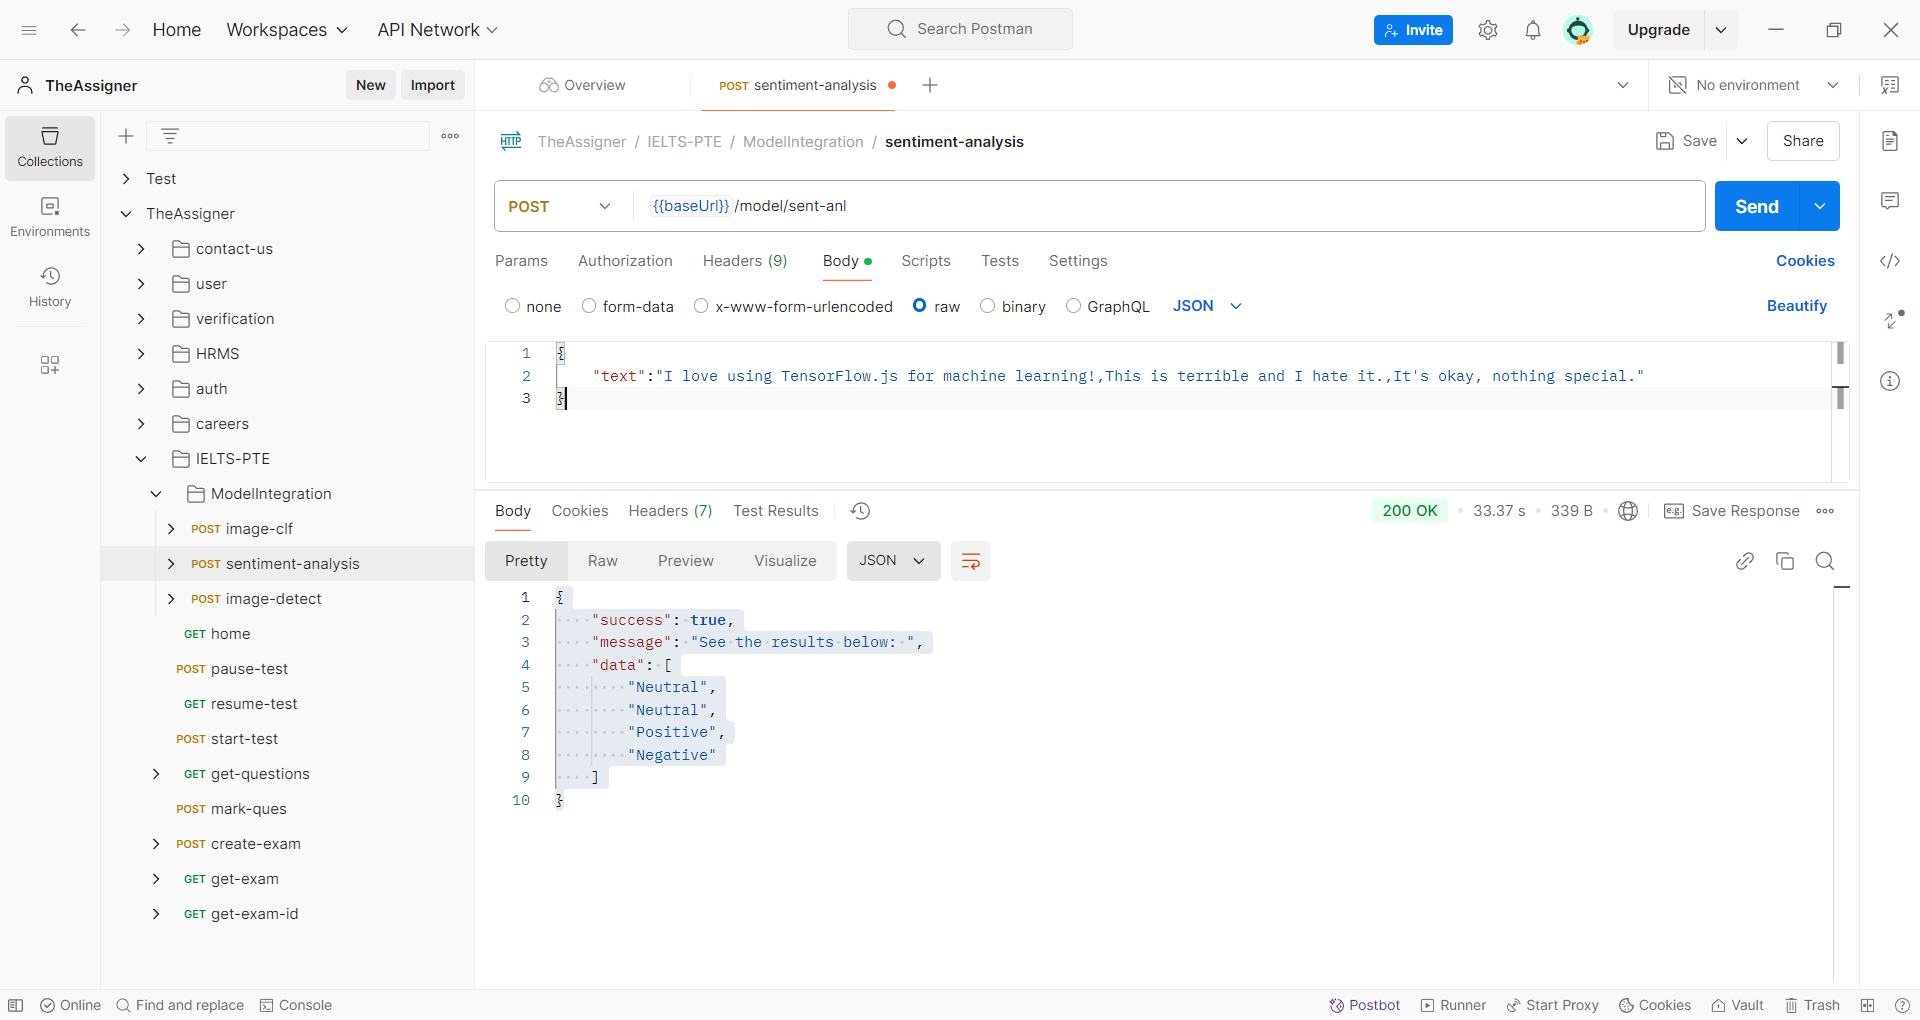 Home Workspaces API Network Search Postman Invite Upgrade
TheAssigner New Import Overview POST sentiment-analysis No environment
Collections
Environments
History
Test
TheAssigner
contact-us
user
verification
HRMS
auth
careers
IELTS-PTE
ModelIntegration
POST image-clf
POST sentiment-analysis
POST image-detect
GET home
POST pause-test
GET resume-test
POST start-test
GET get-questions
POST mark-ques
POST create-exam
GET get-exam
GET get-exam-id
HTTP TheAssigner / IELTS-PTE / ModelIntegration / sentiment-analysis Save Share
POST {{baseUrl}}/model/sent-anl Send
Params Authorization Headers (9) Body Scripts Tests Settings Cookies
none form-data x-www-form-urlencoded raw binary GraphQL JSON Beautify
1 {
2 "text":"I love using TensorFlow.js for machine learning!,This is terrible and I hate it.,It's okay, nothing special."
3 }
Body Cookies Headers (7) Test Results 200 OK • 33.37 s • 339 B • e.g. Save Response
Pretty Raw Preview Visualize JSON
1 {
2 "success": true,
3 "message": "See the results below: ",
4 "data": [
5 "Neutral",
6 "Neutral",
7 "Positive",
8 "Negative"
9 ]
10 }
Online Find and replace Console Postbot Runner Start Proxy Cookies Vault Trash